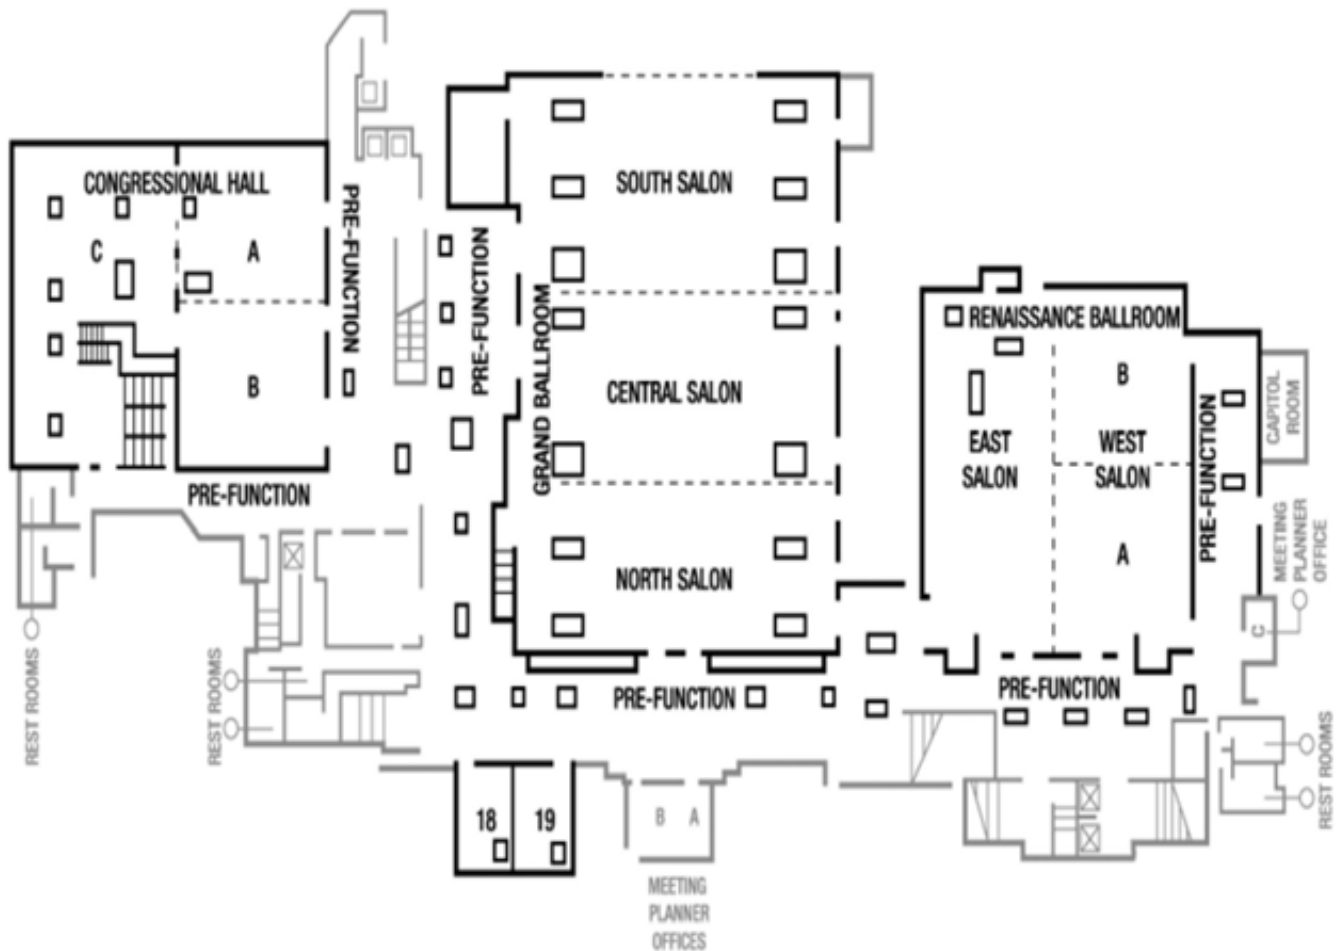 CONGRESSIONAL HALL
C
A
B
PRE-FUNCTION
PRE-FUNCTION
PRE-FUNCTION
GRAND BALLROOM
SOUTH SALON
CENTRAL SALON
NORTH SALON
PRE-FUNCTION
RENAISSANCE BALLROOM
B
EAST
SALON
WEST
SALON
A
PRE-FUNCTION
PRE-FUNCTION
CAPITOL
ROOM
MEETING
PLANNER
OFFICE
C
REST ROOMS
REST ROOMS
REST ROOMS
18
19
B
A
MEETING
PLANNER
OFFICES